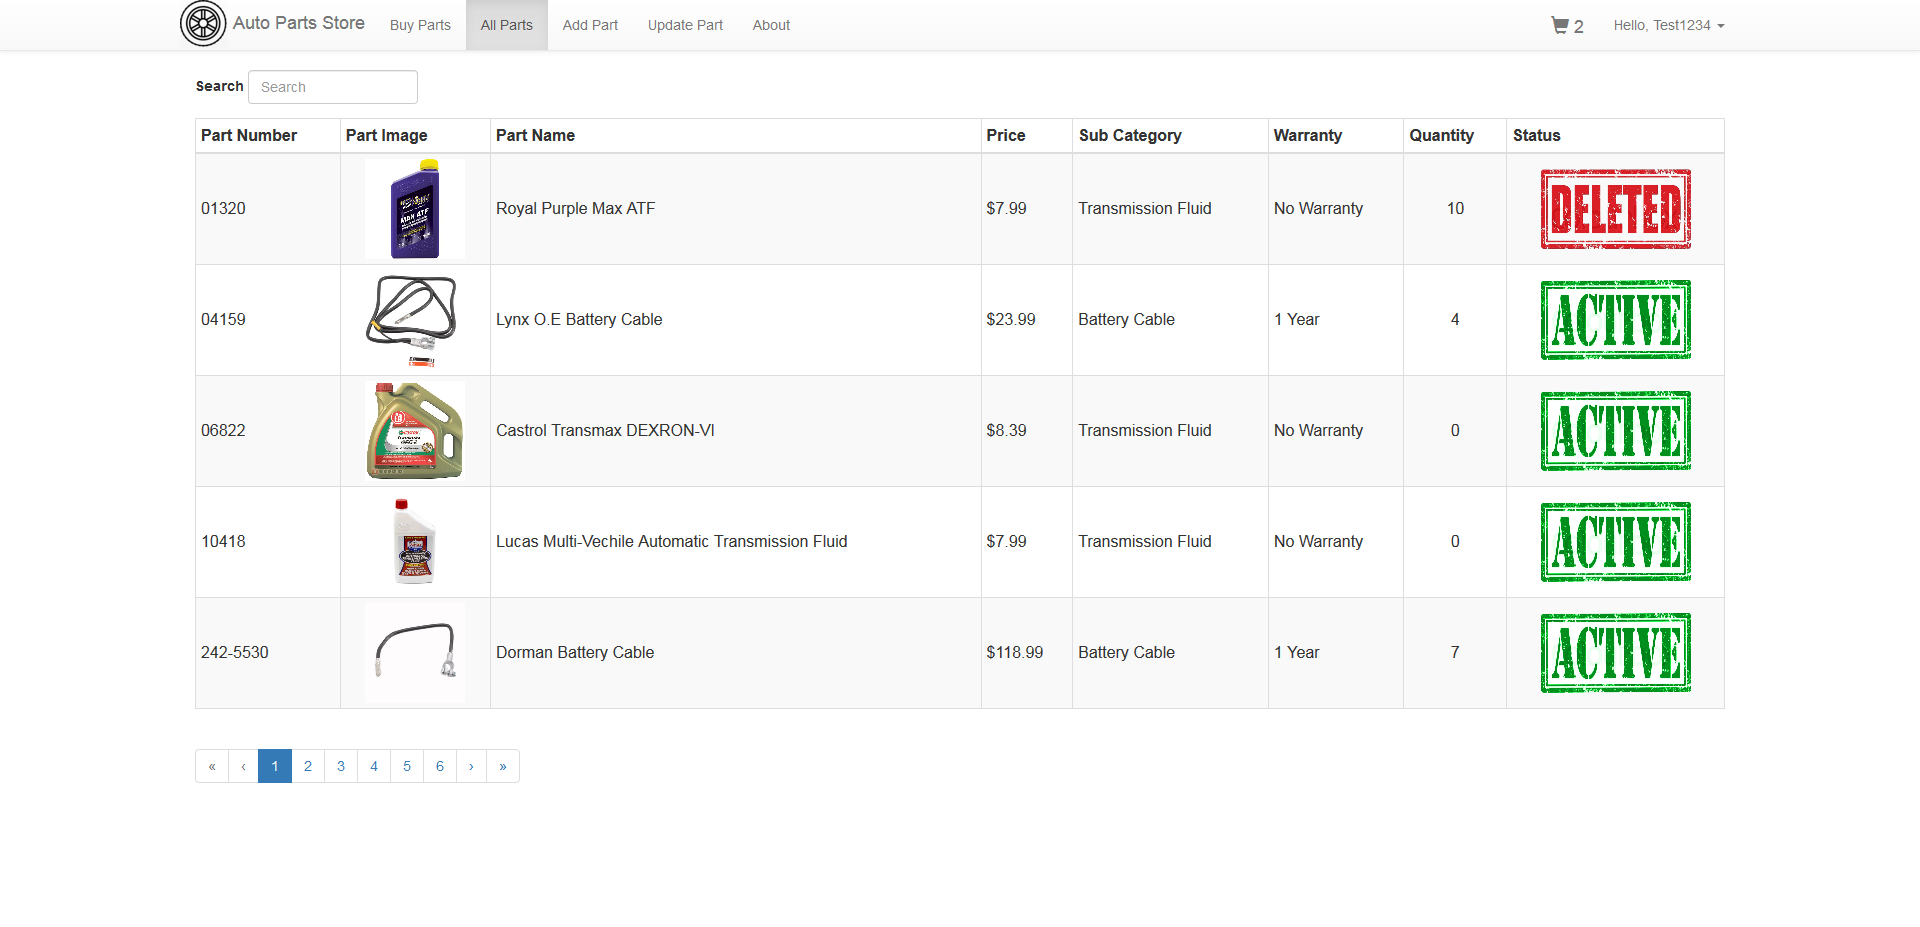 Auto Parts Store Buy Parts All Parts Add Part Update Part About 2 Hello, Test1234
Search Search
Part Number Part Image Part Name Price Sub Category Warranty Quantity Status
01320 Royal Purple Max ATF $7.99 Transmission Fluid No Warranty 10 DELETED
MAX ATF
04159 Lynx O.E Battery Cable $23.99 Battery Cable 1 Year 4 ACTIVE
06822 Castrol Transmax DEXRON-VI $8.39 Transmission Fluid No Warranty 0 ACTIVE
10418 Lucas Multi-Vechile Automatic Transmission Fluid $7.99 Transmission Fluid No Warranty 0 ACTIVE
242-5530 Dorman Battery Cable $118.99 Battery Cable 1 Year 7 ACTIVE
« ‹ 1 2 3 4 5 6 › »